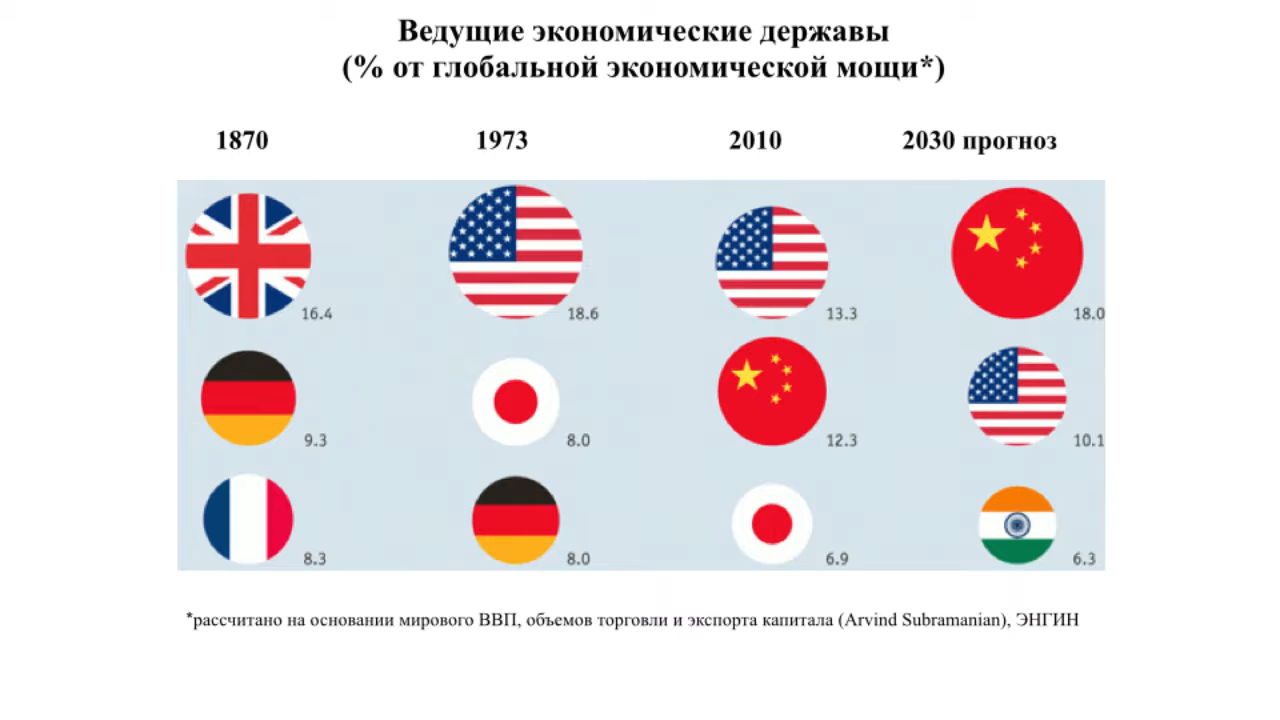 Ведущие экономические державы
(% от глобальной экономической мощи*)
1870 1973 2010 2030 прогноз
16.4 18.6 13.3 18.0
9.3 8.0 12.3 10.1
8.3 8.0 6.9 6.3
*рассчитано на основании мирового ВВП, объемов торговли и экспорта капитала (Arvind Subramanian), ЭНГИН